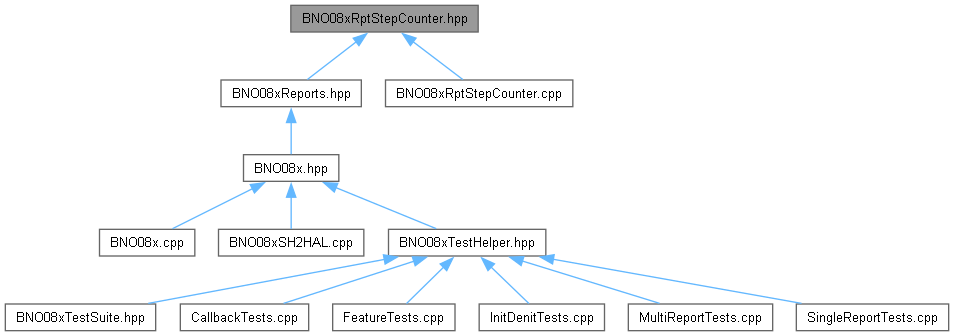 BNO08xRptStepCounter.hpp
BNO08xReports.hpp
BNO08xRptStepCounter.cpp
BNO08x.hpp
BNO08x.cpp
BNO08xSH2HAL.cpp
BNO08xTestHelper.hpp
BNO08xTestSuite.hpp
CallbackTests.cpp
FeatureTests.cpp
InitDenitTests.cpp
MultiReportTests.cpp
SingleReportTests.cpp